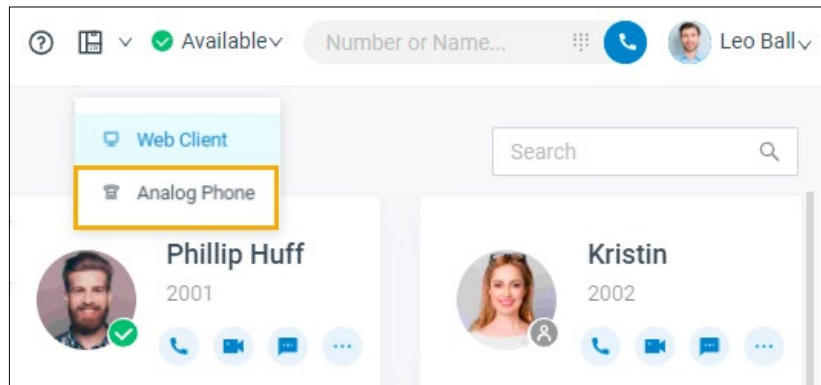 Available
Number or Name...
Leo Ball
Web Client
Search
Analog Phone
Phillip Huff
2001
Kristin
2002